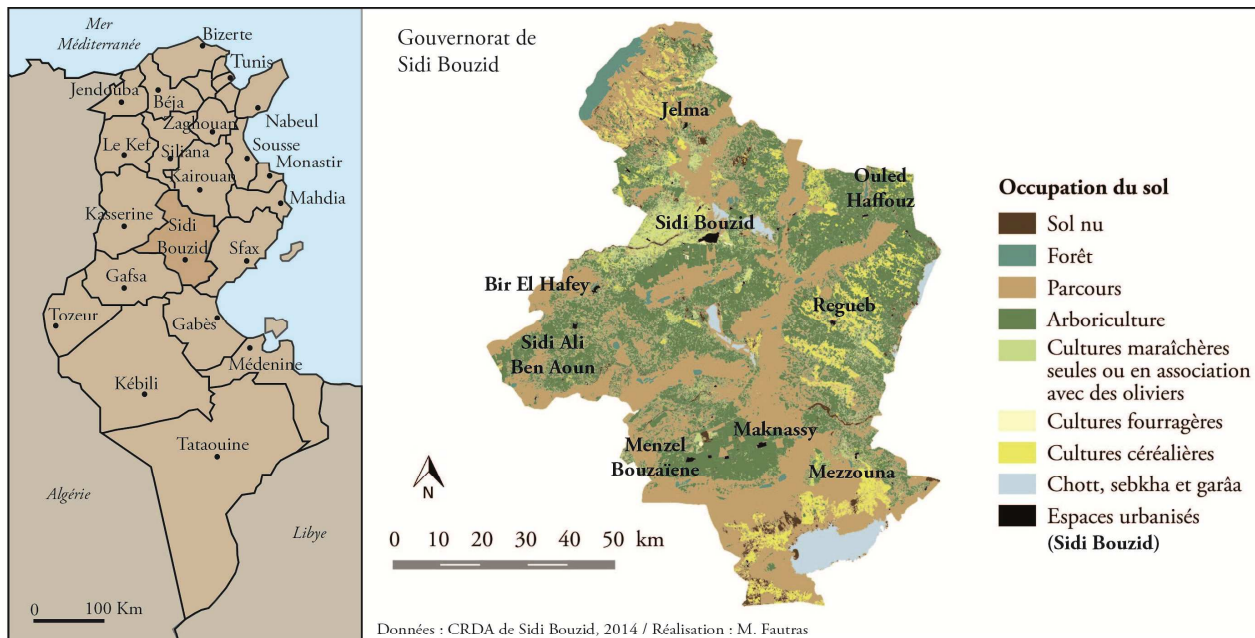 Mer
Méditerranée
Bizerte
Tunis
Jendouba
Béja
Nabeul
Zaghouan
Le Kef
Siliana
Sousse
Monastir
Kairouan
Mahdia
Kasserine
Sidi
Bouzid
Sfax
Gafsa
Tozeur
Gabès
Médenine
Kébili
Tataouine
Algérie
Libye
0 100 Km
Gouvernorat de
Sidi Bouzid
Jelma
Ouled
Haffouz
Sidi Bouzid
Bir El Hafey
Regueb
Sidi Ali
Ben Aoun
Maknassy
Menzel
Bouzaïene
Mezzouna
N
0 10 20 30 40 50 km
Occupation du sol
Sol nu
Forêt
Parcours
Arboriculture
Cultures maraîchères
seules ou en association
avec des oliviers
Cultures fourragères
Cultures céréalières
Chott, sebkha et garâa
Espaces urbanisés
(Sidi Bouzid)
Données : CRDA de Sidi Bouzid, 2014 / Réalisation : M. Fautras